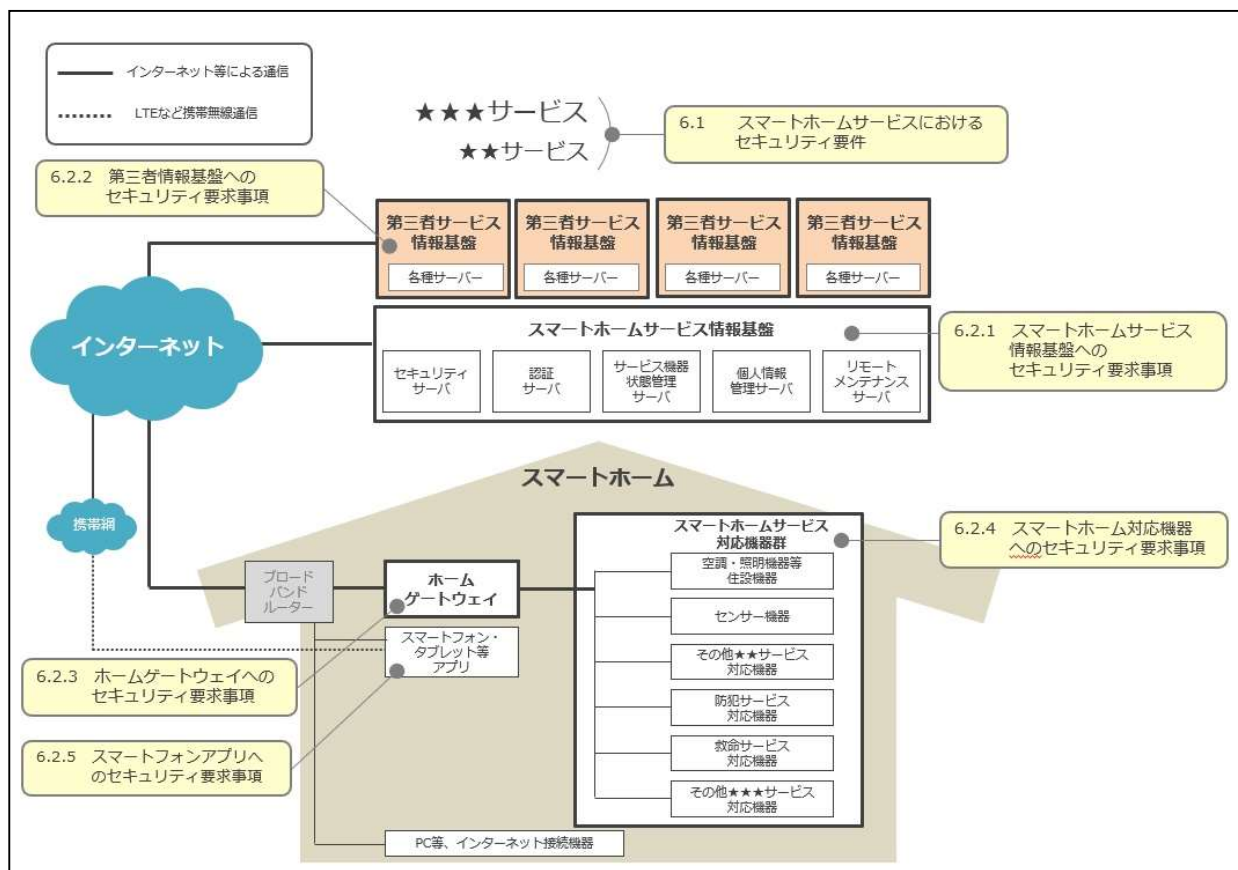 インターネット等による通信
LTEなど携帯無線通信
★★★サービス
★★サービス
6.1 スマートホームサービスにおける
セキュリティ要件
6.2.2 第三者情報基盤への
セキュリティ要求事項
第三者サービス
情報基盤
各種サーバー
第三者サービス
情報基盤
各種サーバー
第三者サービス
情報基盤
各種サーバー
第三者サービス
情報基盤
各種サーバー
インターネット
スマートホームサービス情報基盤
セキュリティ
サーバ
認証
サーバ
サービス機器
状態管理
サーバ
個人情報
管理サーバ
リモート
メンテナンス
サーバ
6.2.1 スマートホームサービス
情報基盤への
セキュリティ要求事項
スマートホーム
携帯網
スマートホームサービス
対応機器群
6.2.4 スマートホーム対応機器
へのセキュリティ要求事項
ブロード
バンド
ルーター
ホーム
ゲートウェイ
スマートフォン・
タブレット等
アプリ
空調・照明機器等
住設機器
センサー機器
その他★★サービス
対応機器
防犯サービス
対応機器
救命サービス
対応機器
その他★★★サービス
対応機器
6.2.3 ホームゲートウェイへの
セキュリティ要求事項
6.2.5 スマートフォンアプリへ
のセキュリティ要求事項
PC等、インターネット接続機器